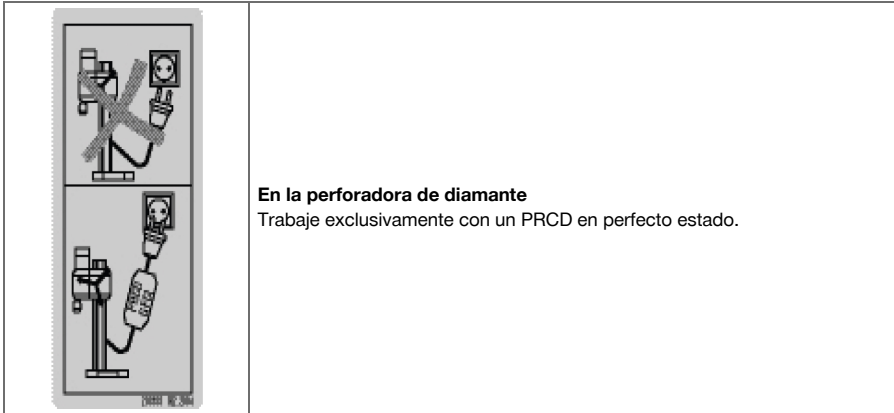 En la perforadora de diamante
Trabaje exclusivamente con un PRCD en perfecto estado.